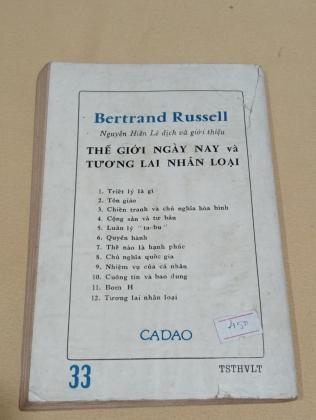 Bertrand Russell
Nguyễn Hiến Lê dịch và giới thiệu
THẾ GIỚI NGÀY NAY và
TƯƠNG LAI NHÂN LOẠI
1. Triết lý là gì
2. Tôn giáo
3. Chiến tranh và chủ nghĩa hòa bình
4. Cộng sản và tư bản
5. Luân lý "ta-bu"
6. Quyền hành
7. Thế nào là hạnh phúc
8. Chủ nghĩa quốc gia
9. Nhiệm vụ của cá nhân
10. Cuồng tín và bao dung
11. Bom H
12. Tương lai nhân loại
CADAO
450
33
TSTHVLT